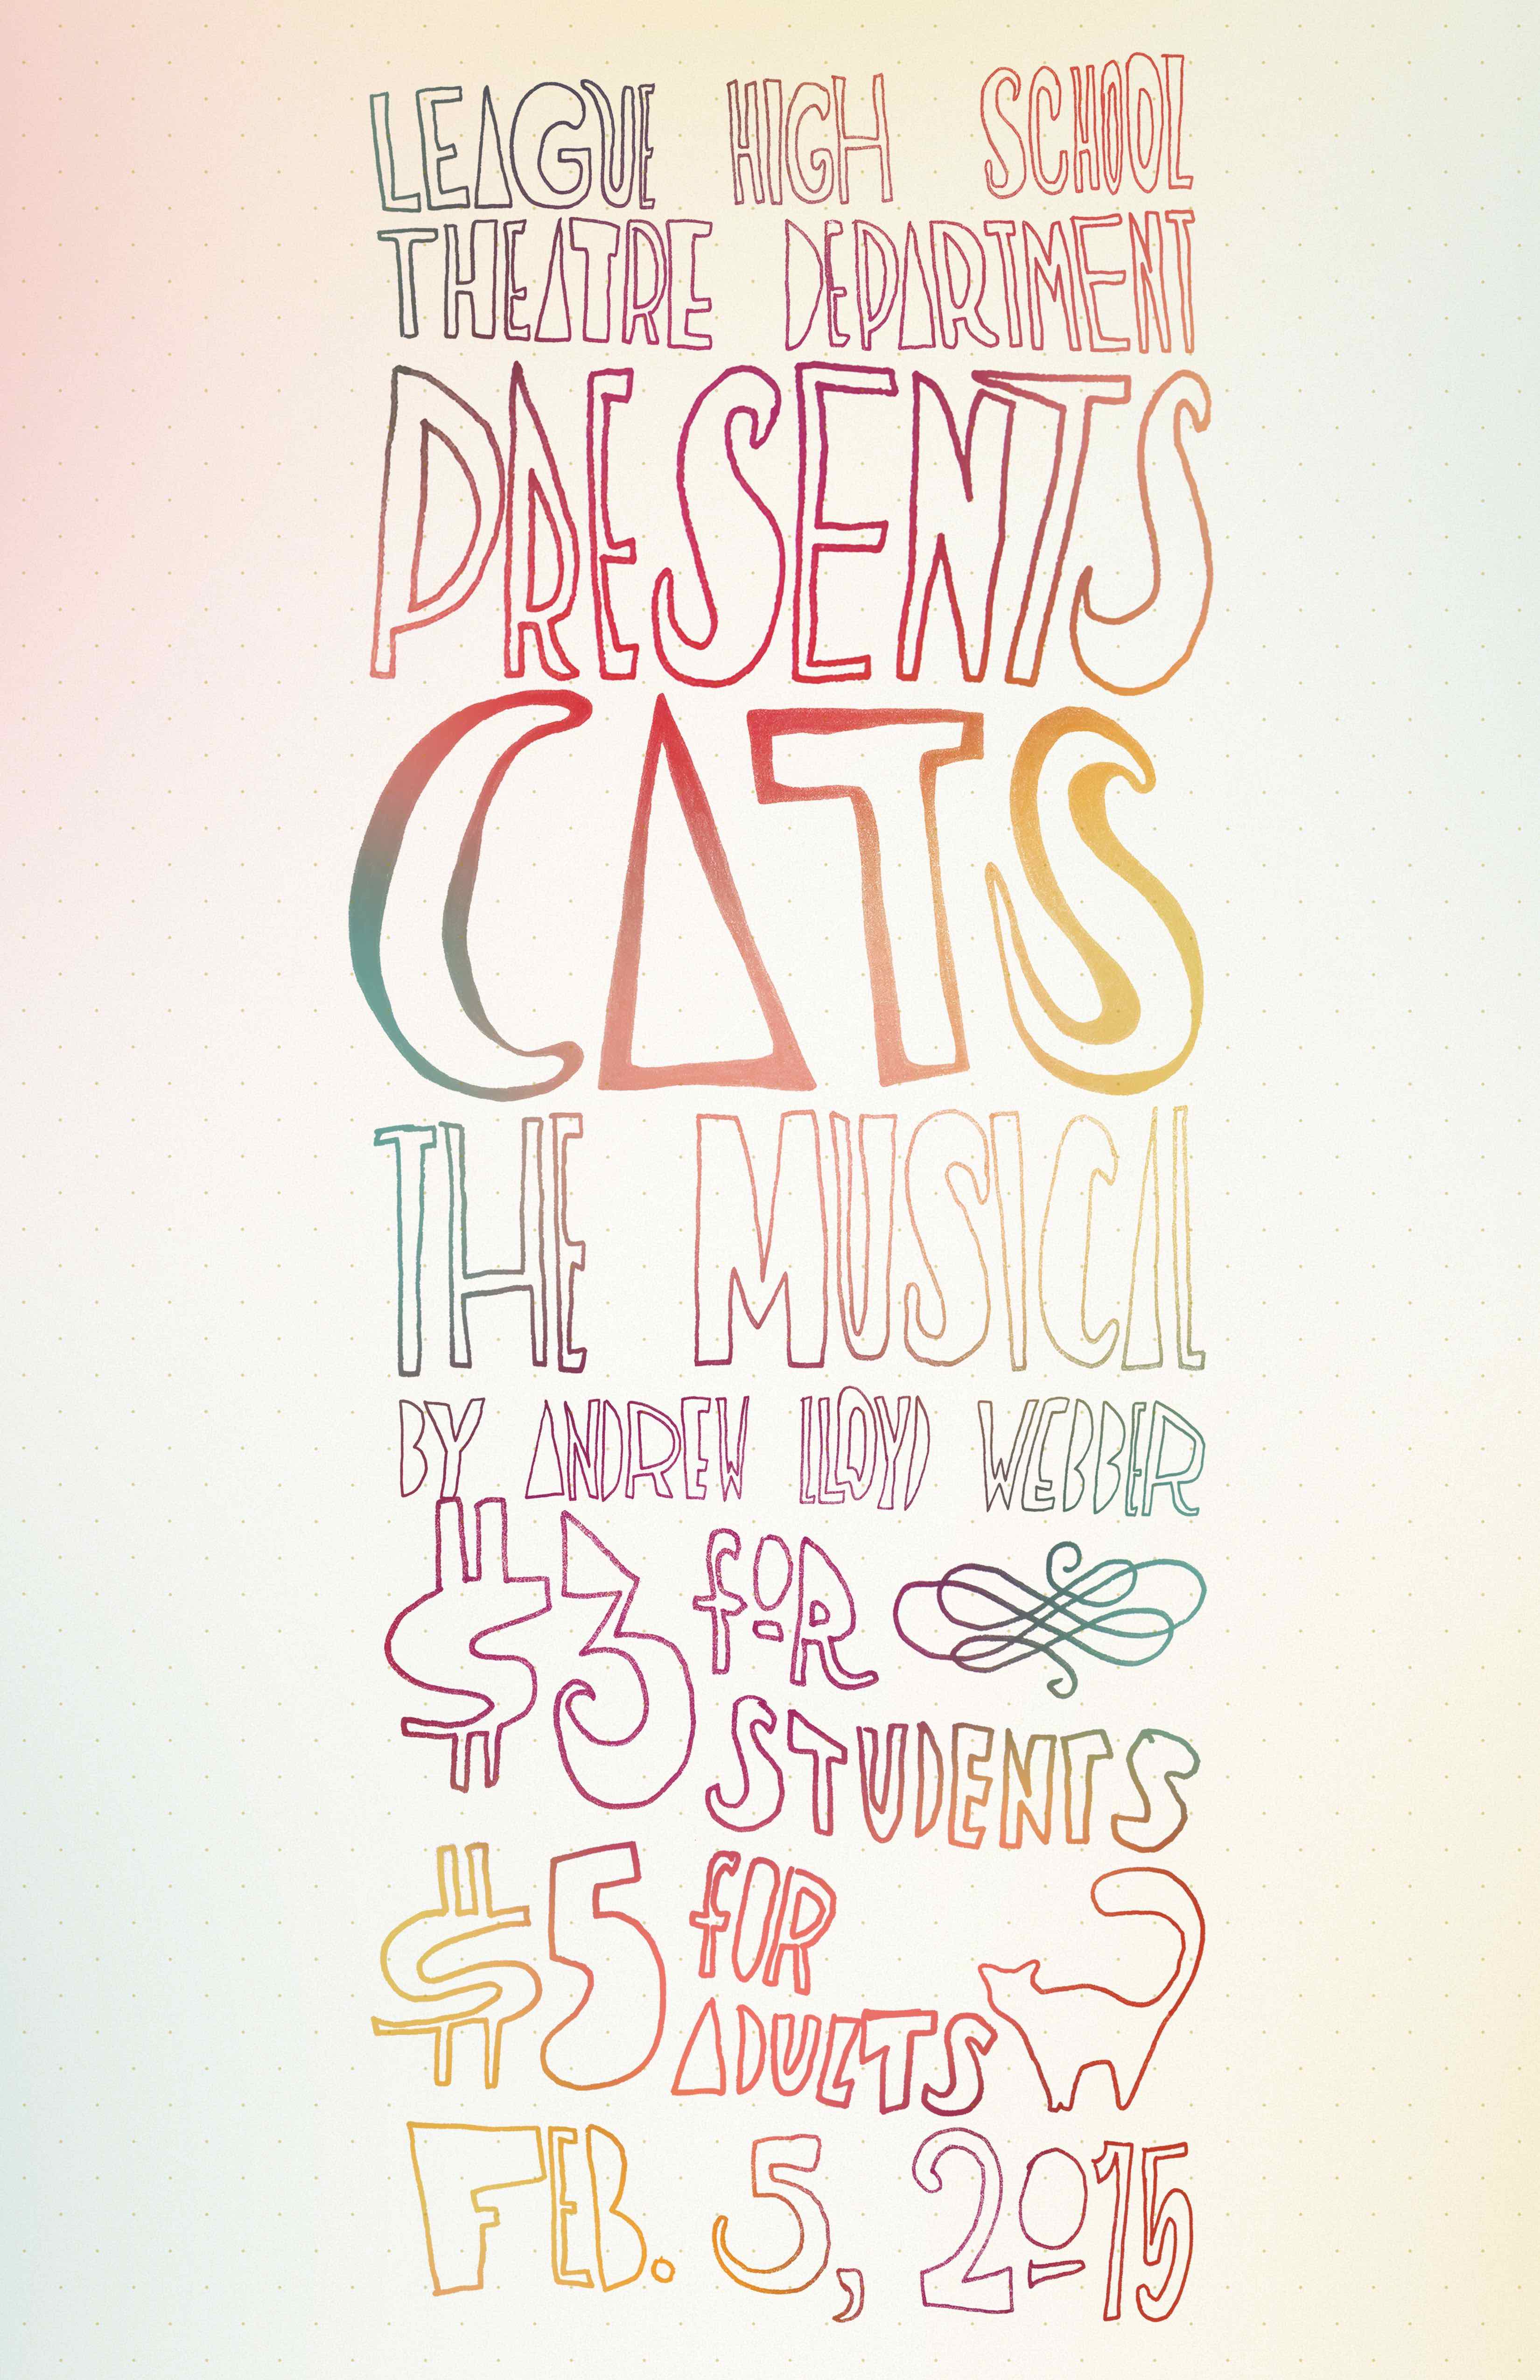 LEAGUE HIGH SCHOOL
THEATRE DEPARTMENT
PRESENTS
CATS
THE MUSICAL
BY ANDREW LLOYD WEBBER
$3 fOR
STUDENTS
$5 fOR
ADULTS
FEB. 5, 2015